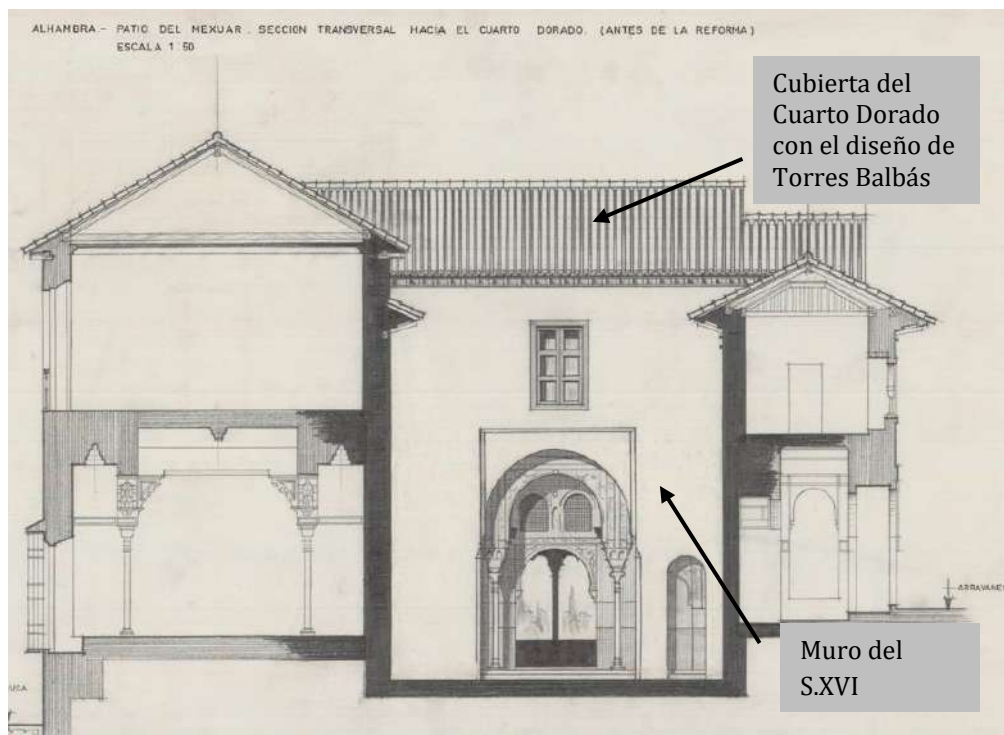 ALHAMBRA.- PATIO DEL MEXUAR. SECCION TRANSVERSAL HACIA EL CUARTO DORADO. (ANTES DE LA REFORMA)
ESCALA 1:50
Cubierta del
Cuarto Dorado
con el diseño de
Torres Balbás
ARRAYANES
Muro del
S.XVI